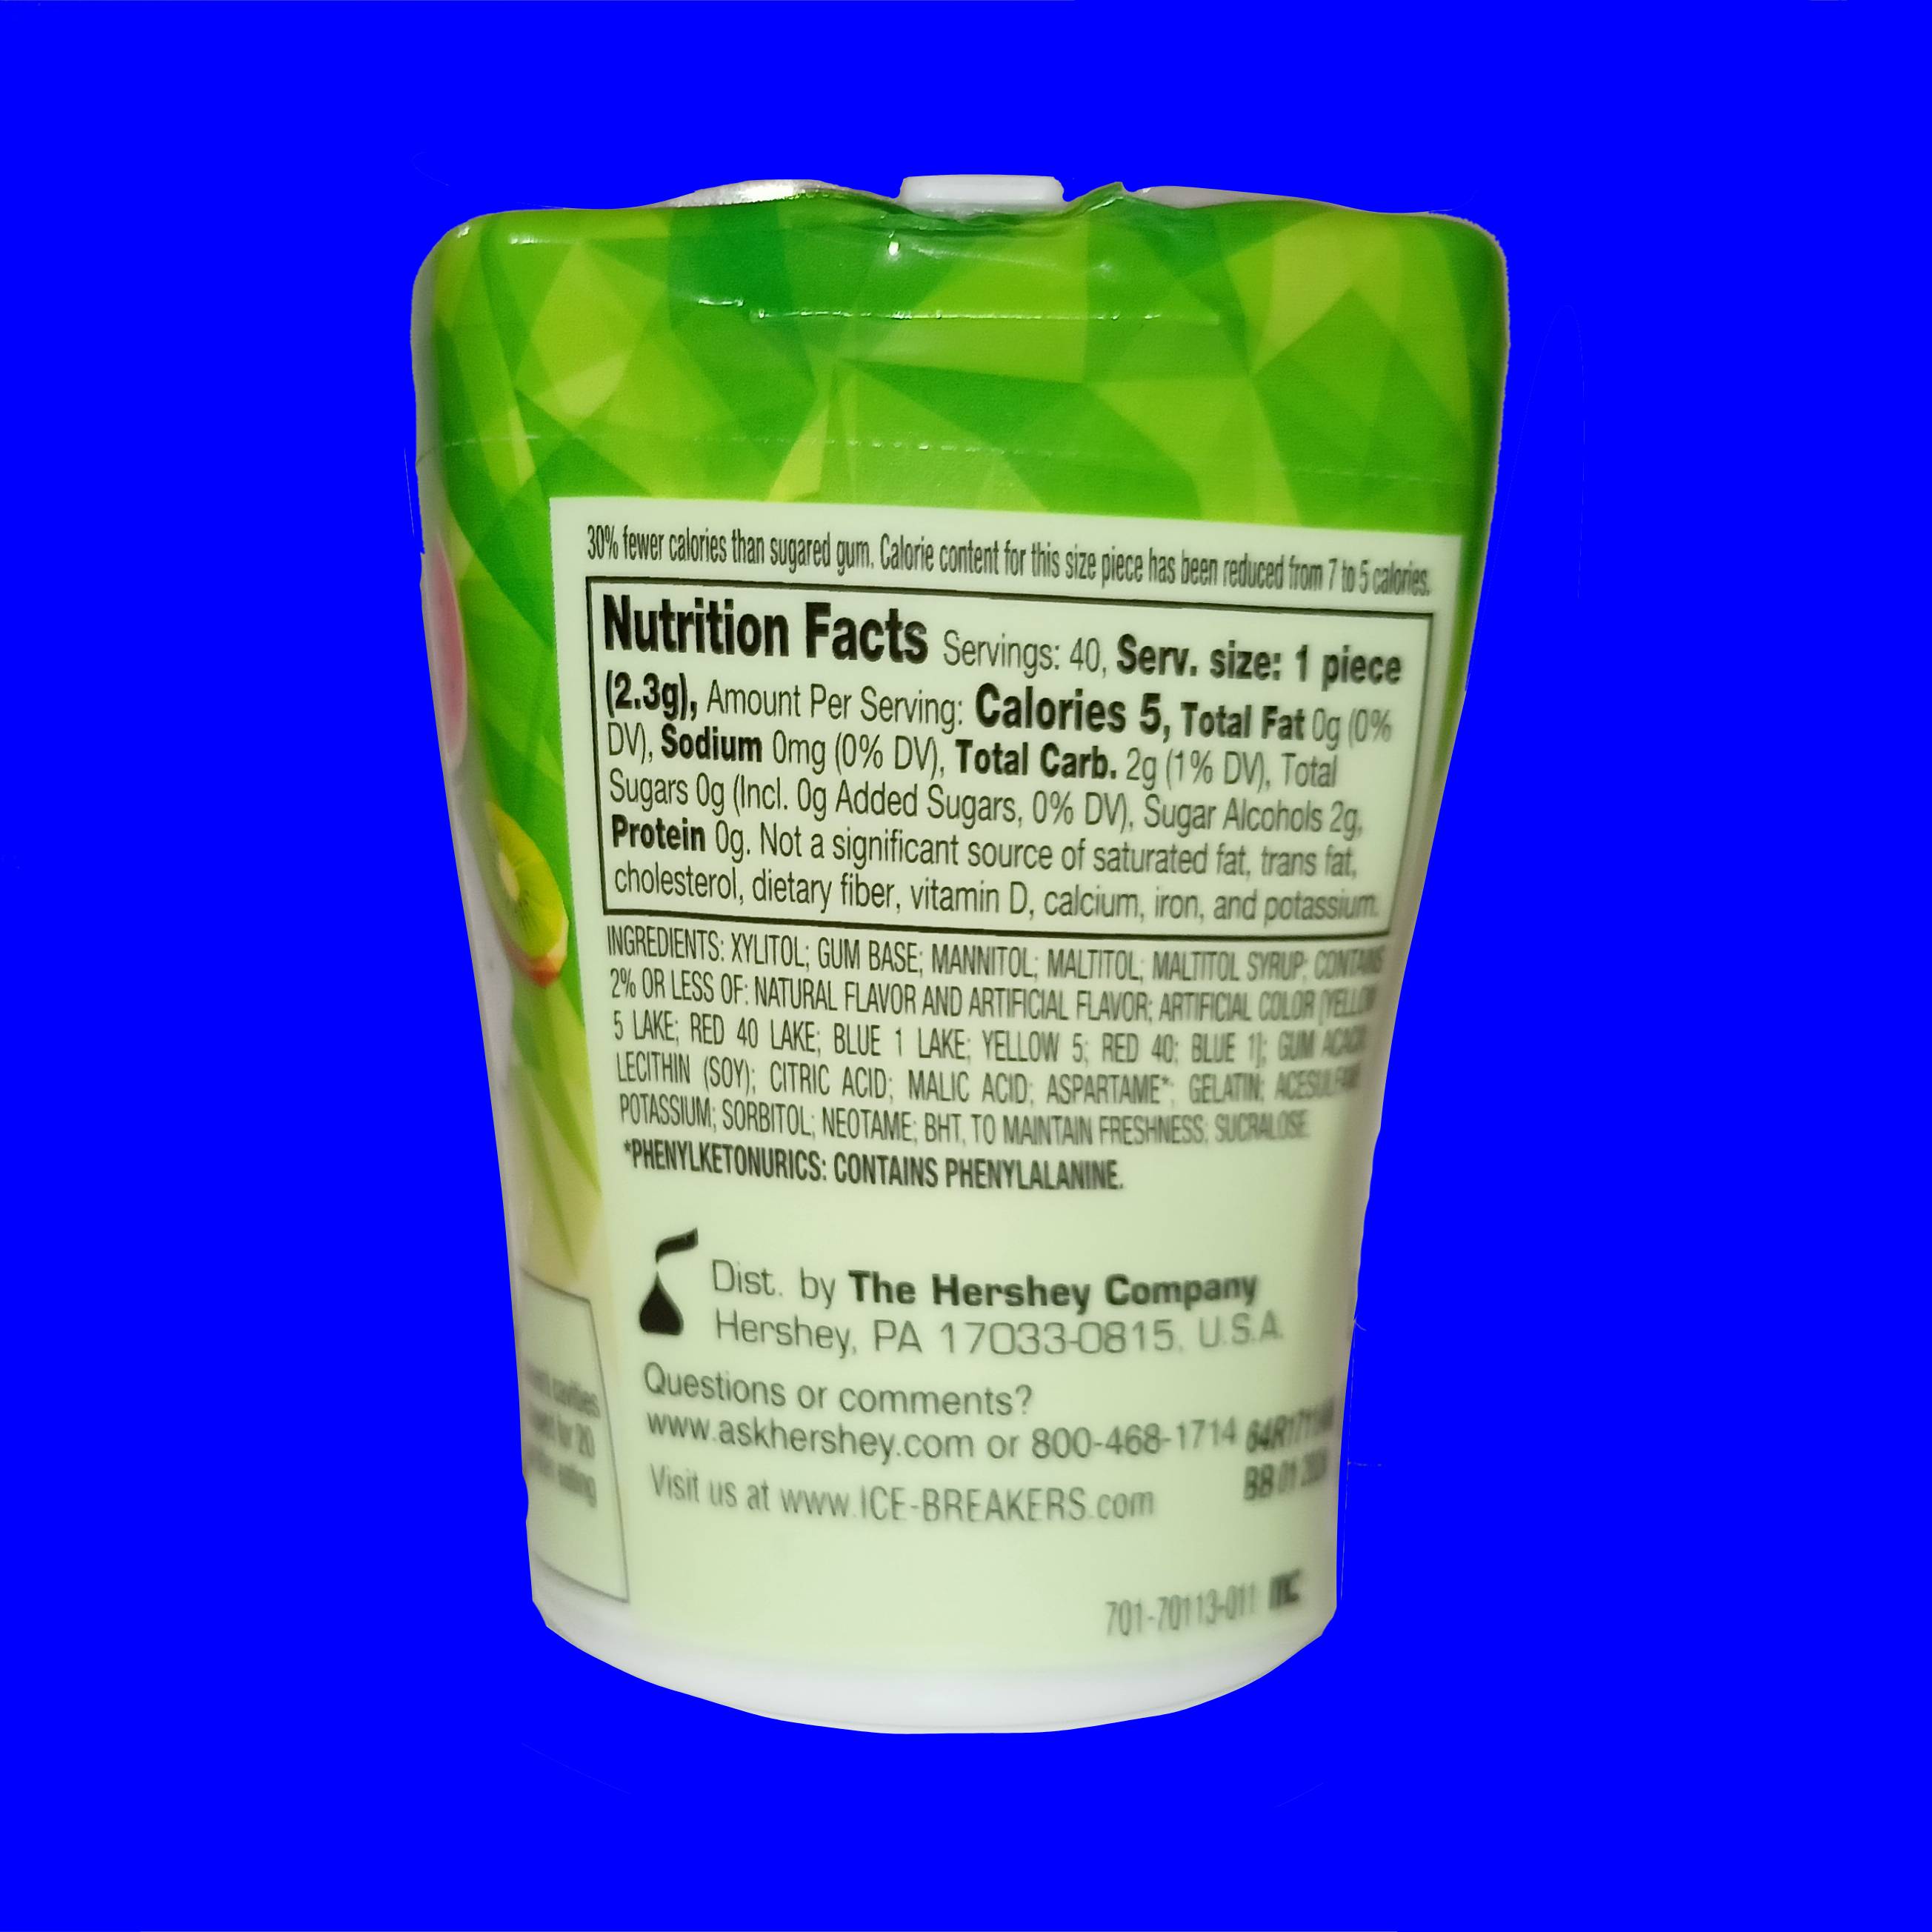 30% fewer calories than sugared gum. Calorie content for this size piece has been reduced from 7 to 5 calories.
Nutrition Facts Servings: 40, Serv. size: 1 piece
(2.3g), Amount Per Serving: Calories 5, Total Fat 0g (0%
DV), Sodium 0mg (0% DV), Total Carb. 2g (1% DV), Total
Sugars 0g (Incl. 0g Added Sugars, 0% DV), Sugar Alcohols 2g,
Protein 0g. Not a significant source of saturated fat, trans fat,
cholesterol, dietary fiber, vitamin D, calcium, iron, and potassium.
INGREDIENTS: XYLITOL; GUM BASE; MANNITOL; MALTITOL; MALTITOL SYRUP; CONTAINS
2% OR LESS OF: NATURAL FLAVOR AND ARTIFICIAL FLAVOR; ARTIFICIAL COLOR [YELLOW
5 LAKE; RED 40 LAKE; BLUE 1 LAKE; YELLOW 5; RED 40; BLUE 1]; GUM ACACIA;
LECITHIN (SOY); CITRIC ACID; MALIC ACID; ASPARTAME*; GELATIN; ACESULFAME
POTASSIUM; SORBITOL; NEOTAME; BHT, TO MAINTAIN FRESHNESS; SUCRALOSE.
*PHENYLKETONURICS: CONTAINS PHENYLALANINE.
Dist. by The Hershey Company
Hershey, PA 17033-0815, U.S.A.
cavities
for 20
eating
Questions or comments?
www.askhershey.com or 800-468-1714
BB 01
Visit us at www.ICE-BREAKERS.com
701-70113-011